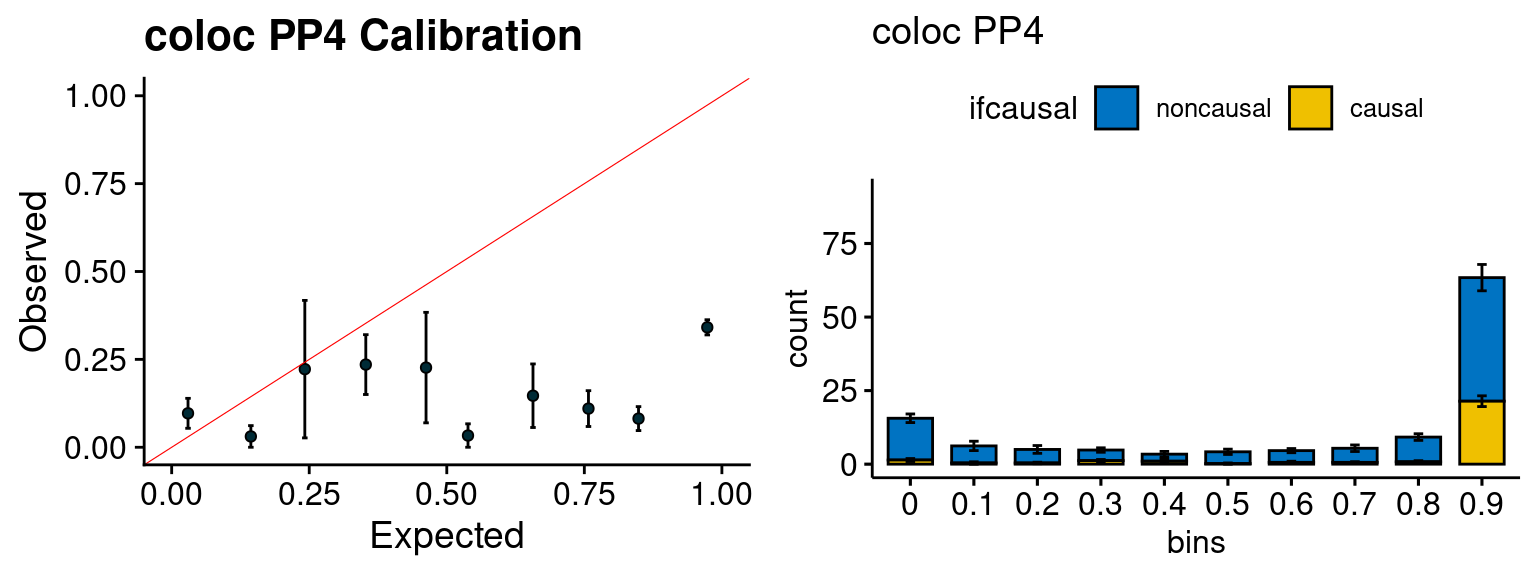 coloc PP4 Calibration
Observed
1.00
0.75
0.50
0.25
0.00
0.00 0.25 0.50 0.75 1.00
Expected
coloc PP4
ifcausal noncausal causal
count
75
50
25
0
0 0.1 0.2 0.3 0.4 0.5 0.6 0.7 0.8 0.9
bins